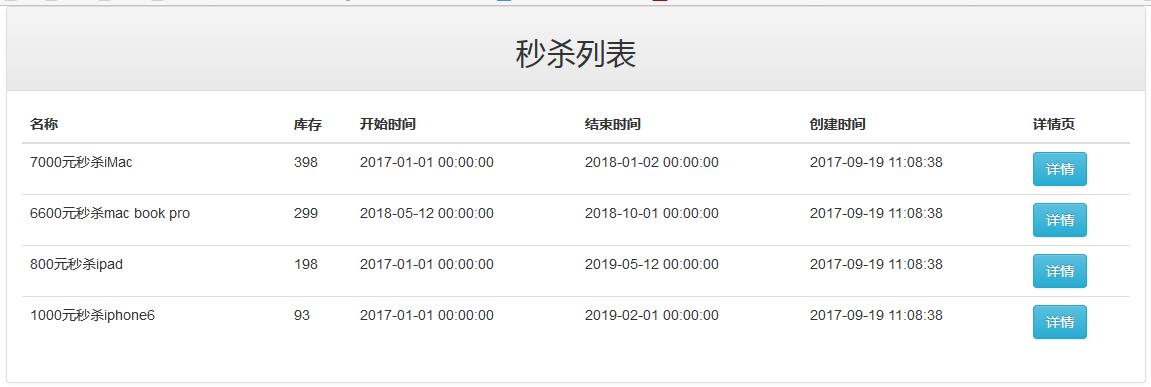 秒杀列表
名称 库存 开始时间 结束时间 创建时间 详情页
7000元秒杀iMac 398 2017-01-01 00:00:00 2018-01-02 00:00:00 2017-09-19 11:08:38 详情
6600元秒杀mac book pro 299 2018-05-12 00:00:00 2018-10-01 00:00:00 2017-09-19 11:08:38 详情
800元秒杀ipad 198 2017-01-01 00:00:00 2019-05-12 00:00:00 2017-09-19 11:08:38 详情
1000元秒杀iphone6 93 2017-01-01 00:00:00 2019-02-01 00:00:00 2017-09-19 11:08:38 详情